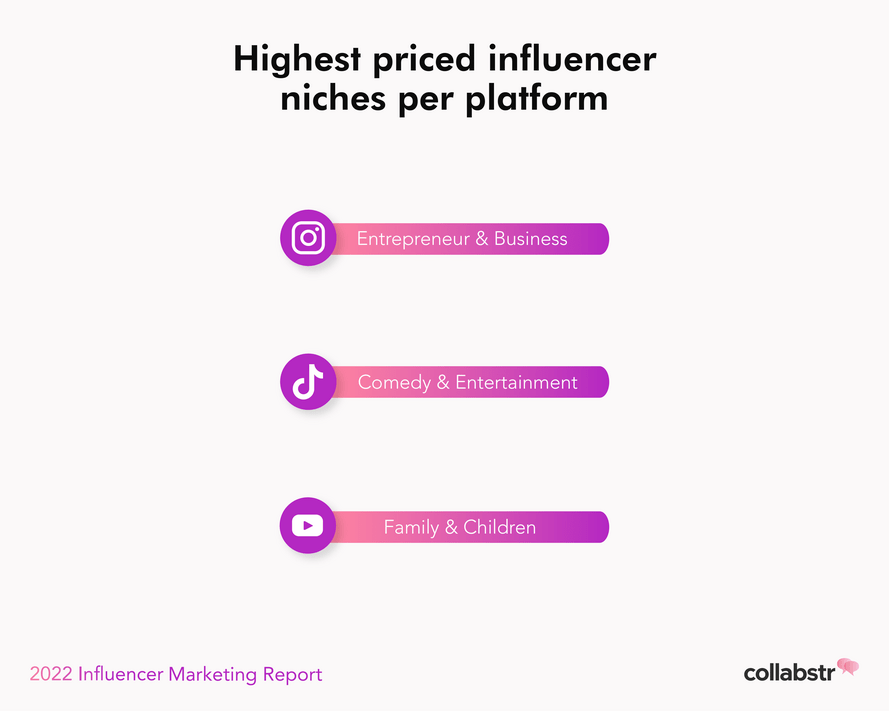 Highest priced influencer
niches per platform
Entrepreneur & Business
Comedy & Entertainment
Family & Children
2022 Influencer Marketing Report
collabstr